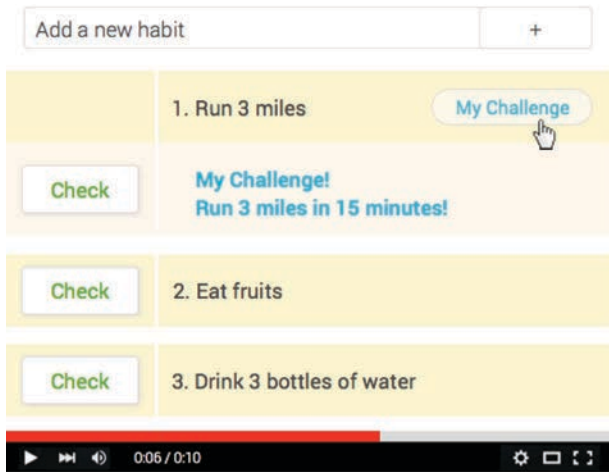 Add a new habit +
1. Run 3 miles My Challenge
Check My Challenge!
Run 3 miles in 15 minutes!
Check 2. Eat fruits
Check 3. Drink 3 bottles of water
0:06 / 0:10